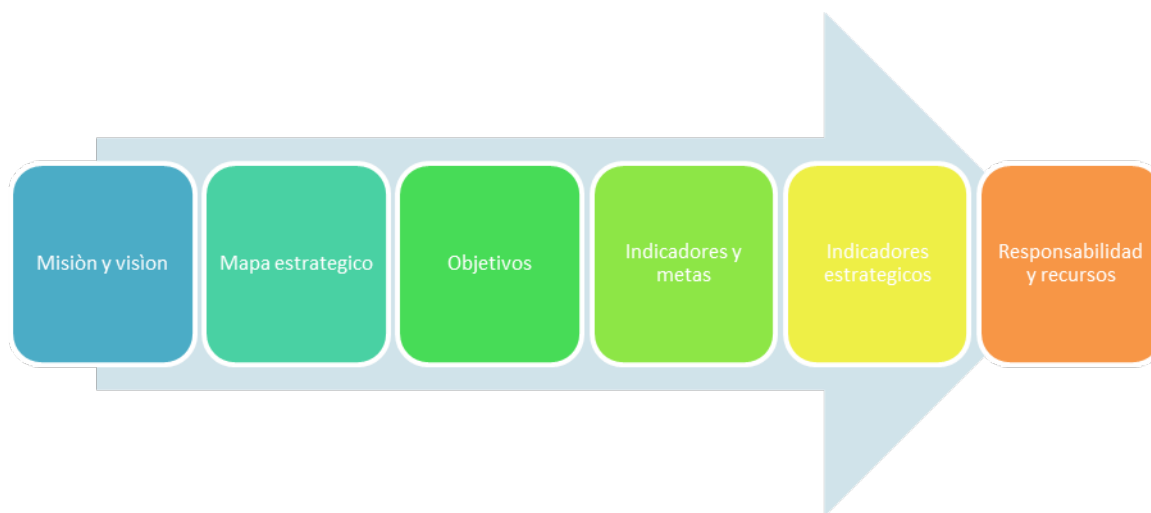 Misiòn y visìon
Mapa estrategico
Objetivos
Indicadores y
metas
Indicadores
estrategicos
Responsabilidad
y recursos